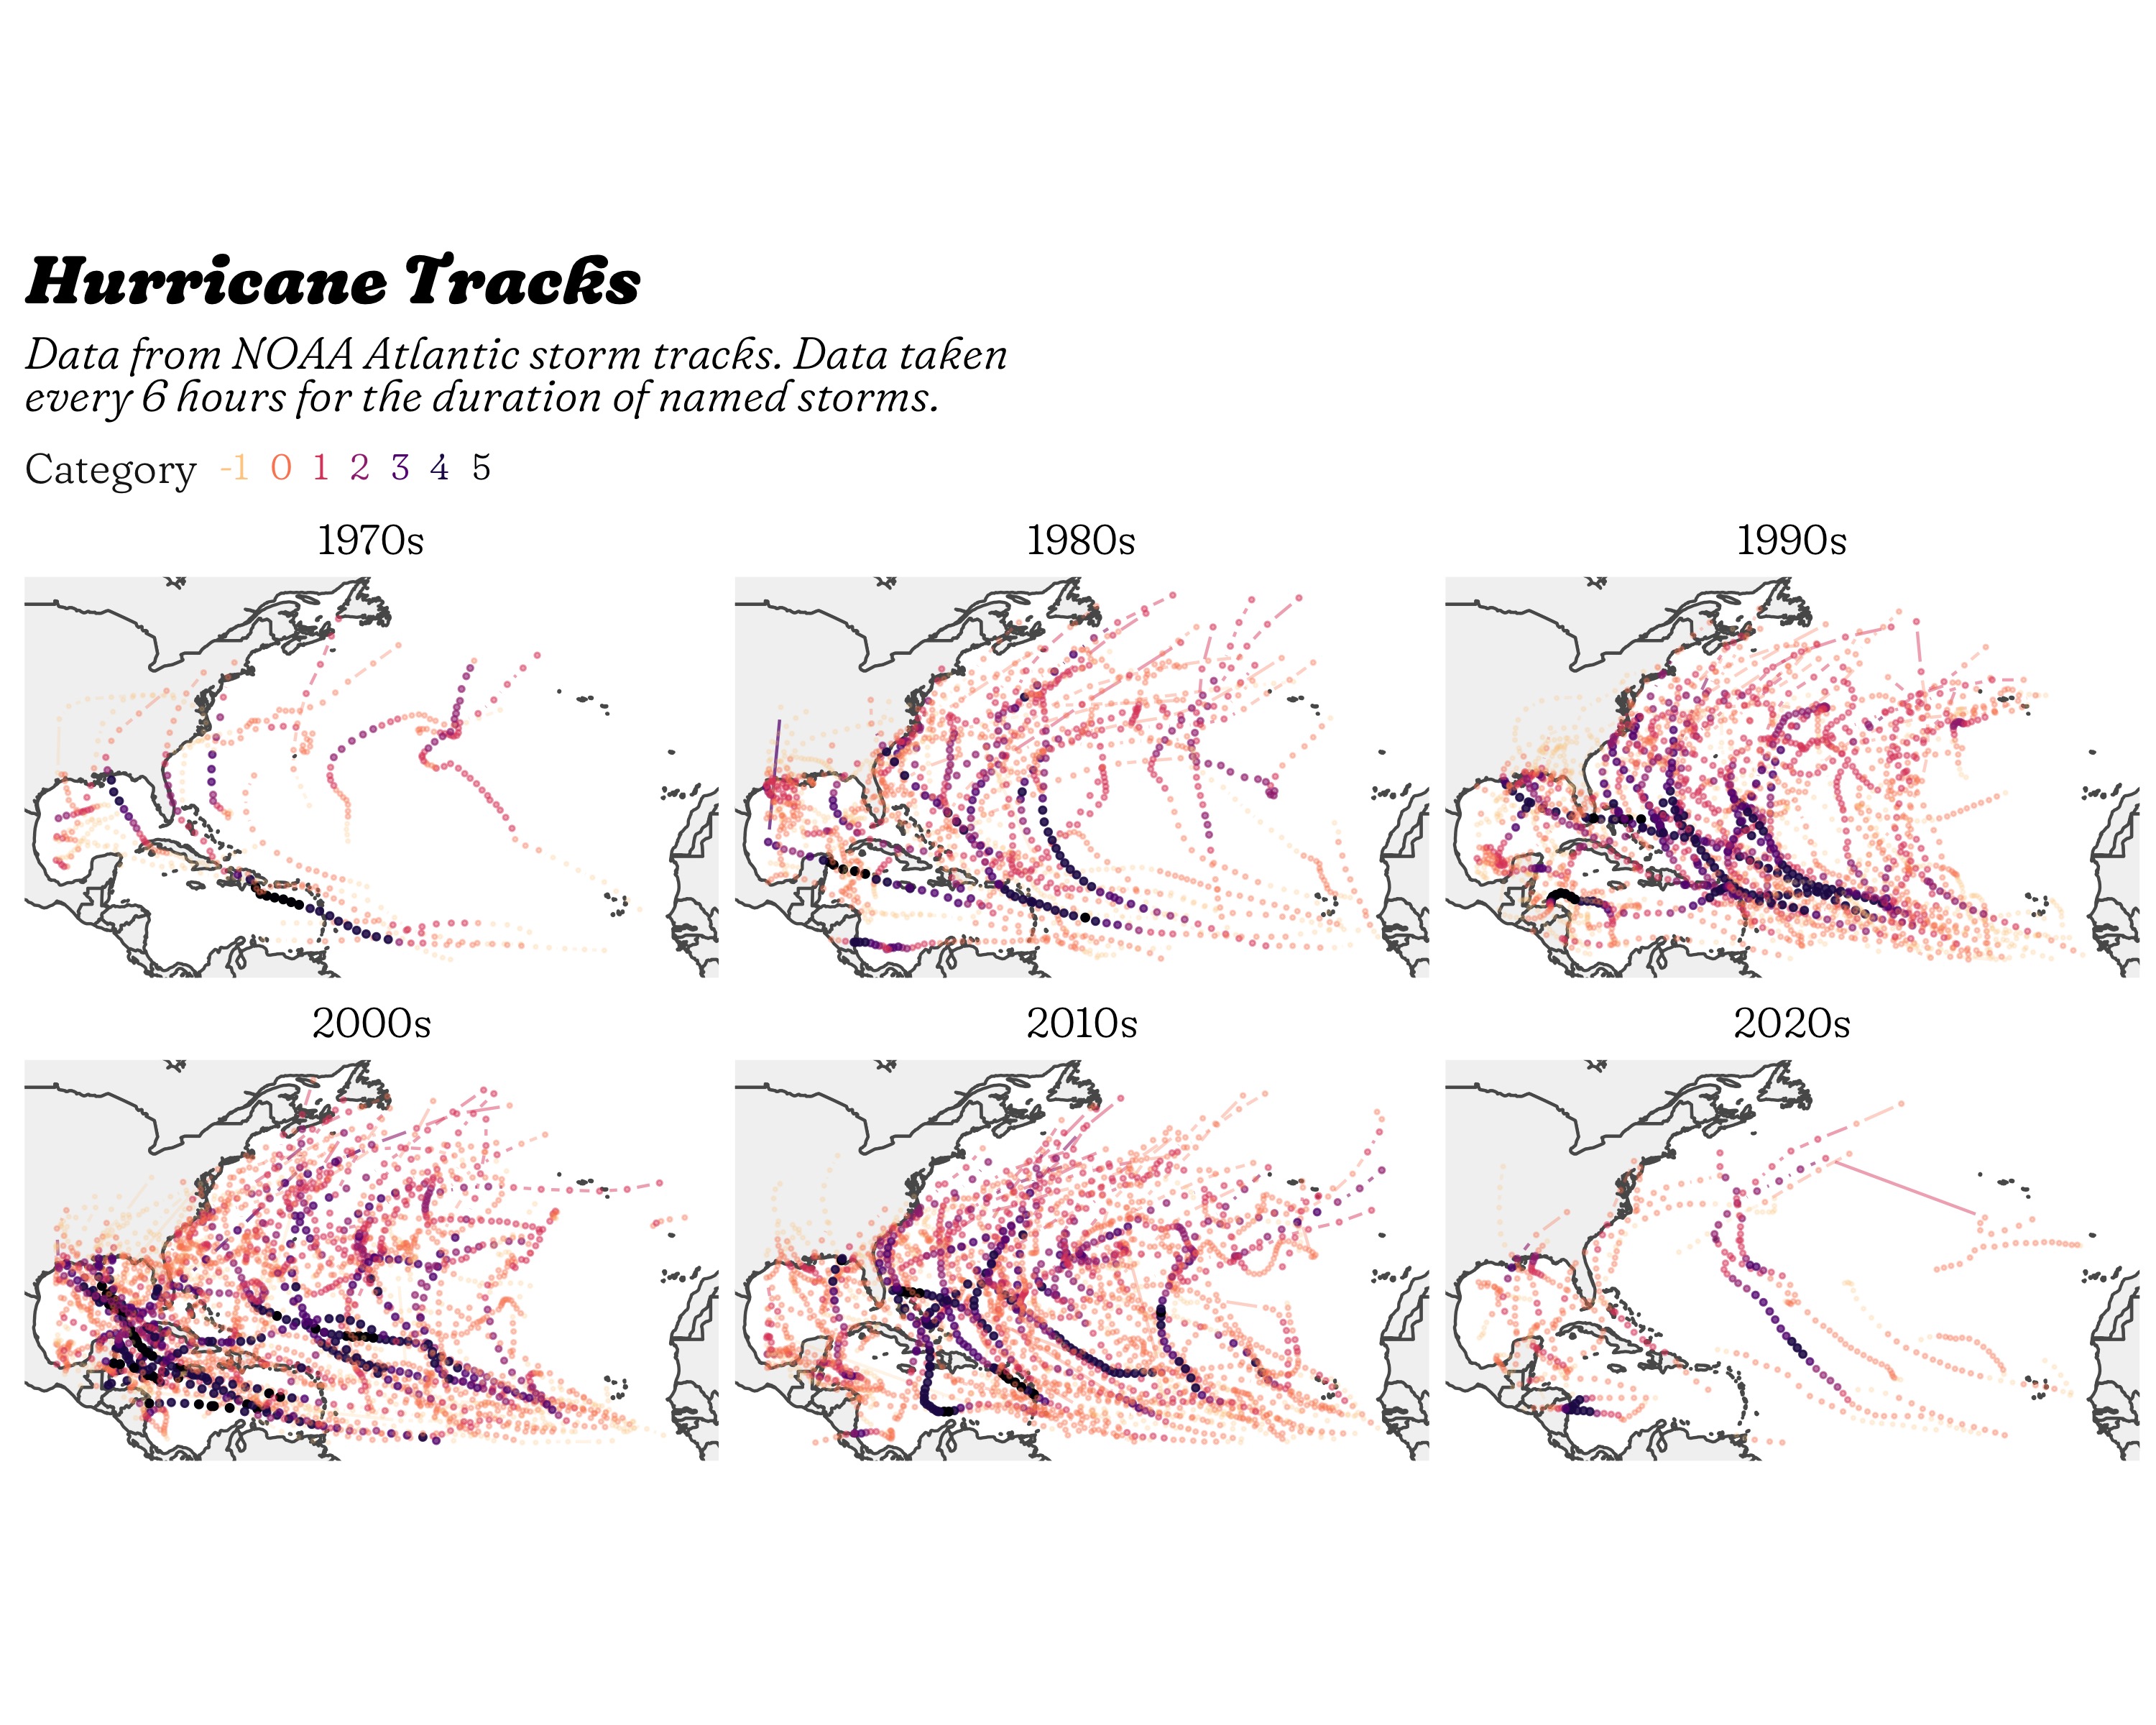 Hurricane Tracks
Data from NOAA Atlantic storm tracks. Data taken
every 6 hours for the duration of named storms.
Category -1 0 1 2 3 4 5
1970s 1980s 1990s
2000s 2010s 2020s